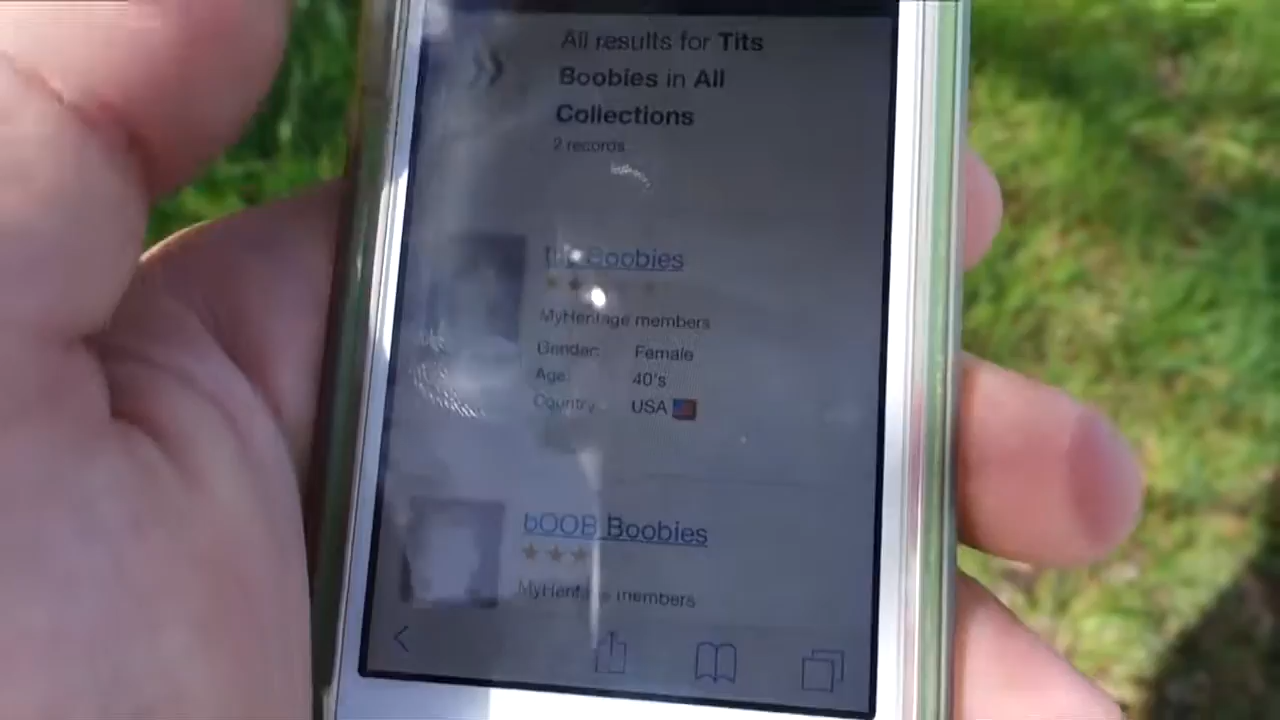 All results for Tits
Boobies in All
Collections
2 records
Boobies
MyHeritage members
Gender: Female
Age: 40's
Country: USA
bOOB Boobies
MyHeritage members